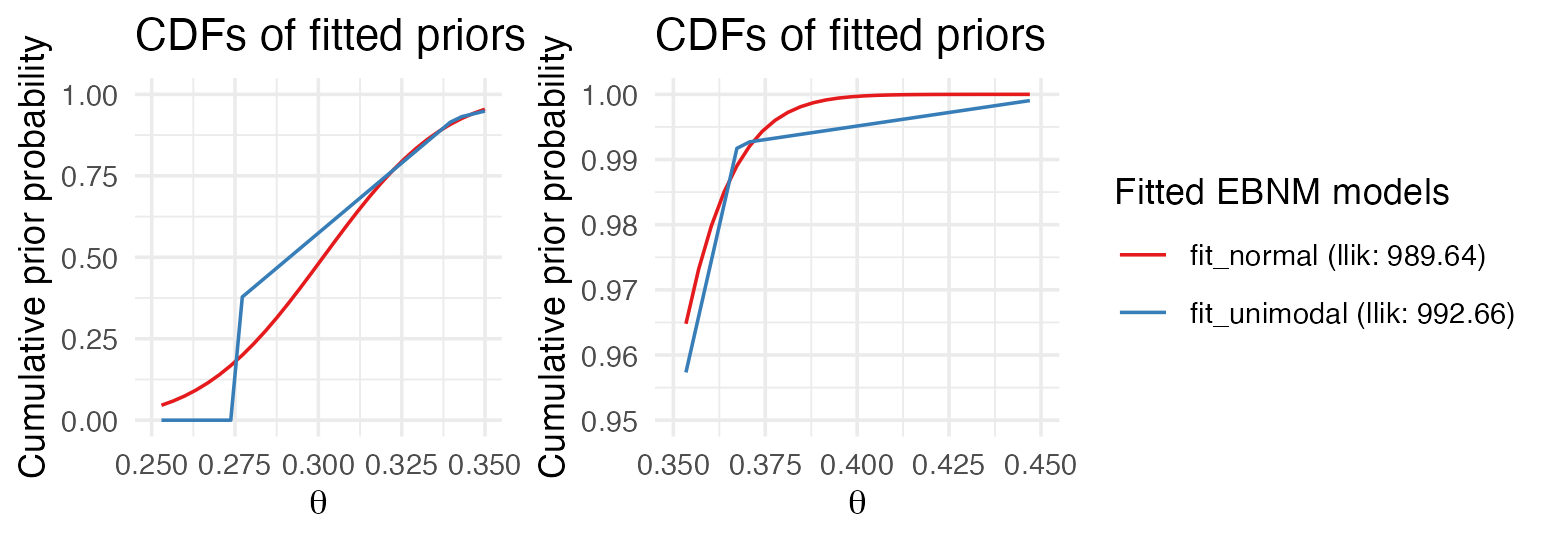 CDFs of fitted priors
Cumulative prior probability
1.00
0.75
0.50
0.25
0.00
0.250 0.275 0.300 0.325 0.350
θ
CDFs of fitted priors
Cumulative prior probability
1.00
0.99
0.98
0.97
0.96
0.95
0.350 0.375 0.400 0.425 0.450
θ
Fitted EBNM models
fit_normal (llik: 989.64)
fit_unimodal (llik: 992.66)